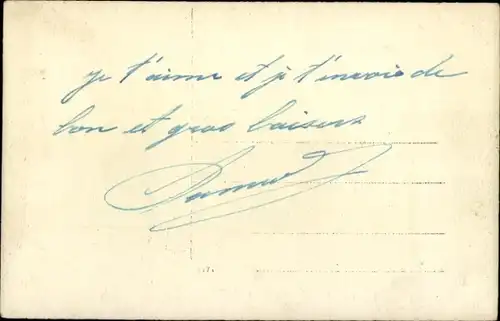 je t'aime et je t'envoie de
bon et gros baisers